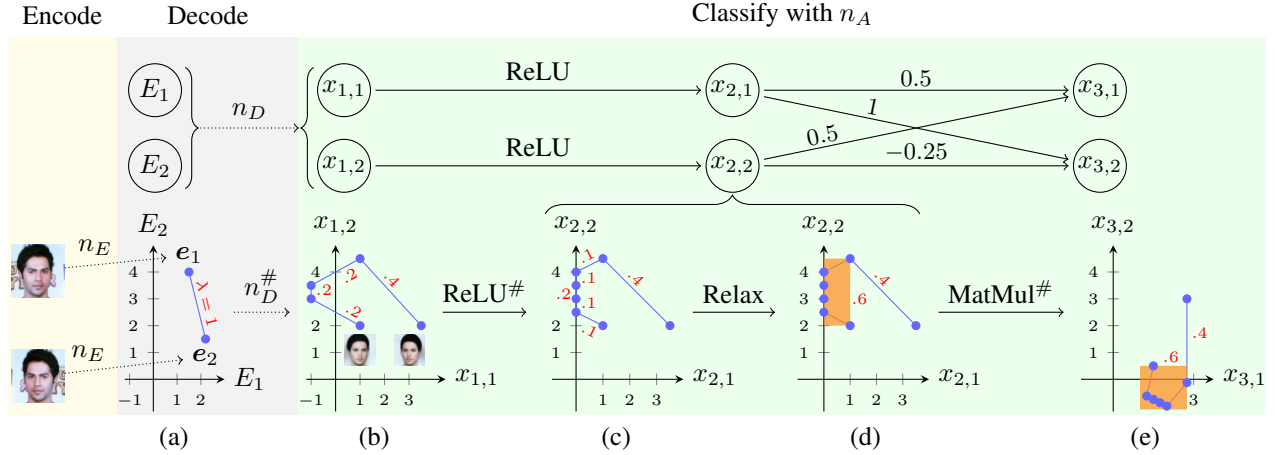 Encode Decode Classify with n_A
E_1 x_{1,1} ReLU x_{2,1} 0.5 x_{3,1}
n_D 1
0.5
E_2 x_{1,2} ReLU x_{2,2} −0.25 x_{3,2}
E_2 x_{1,2} x_{2,2} x_{2,2} x_{3,2}
n_E e_1 λ = 1 e_2 n_E
4 3 2 1 −1 1 2 E_1
n_D^#
4 3 2 1 −1 1 2 3 x_{1,1}
.2 .2 .2 .4
ReLU^#
4 3 2 1 1 2 3 x_{2,1}
.1 .1 .2 .1 .1 .4
Relax
4 3 2 1 1 2 3 x_{2,1}
.6 .4
MatMul^#
4 3 2 1 3 x_{3,1}
.6 .4
(a) (b) (c) (d) (e)